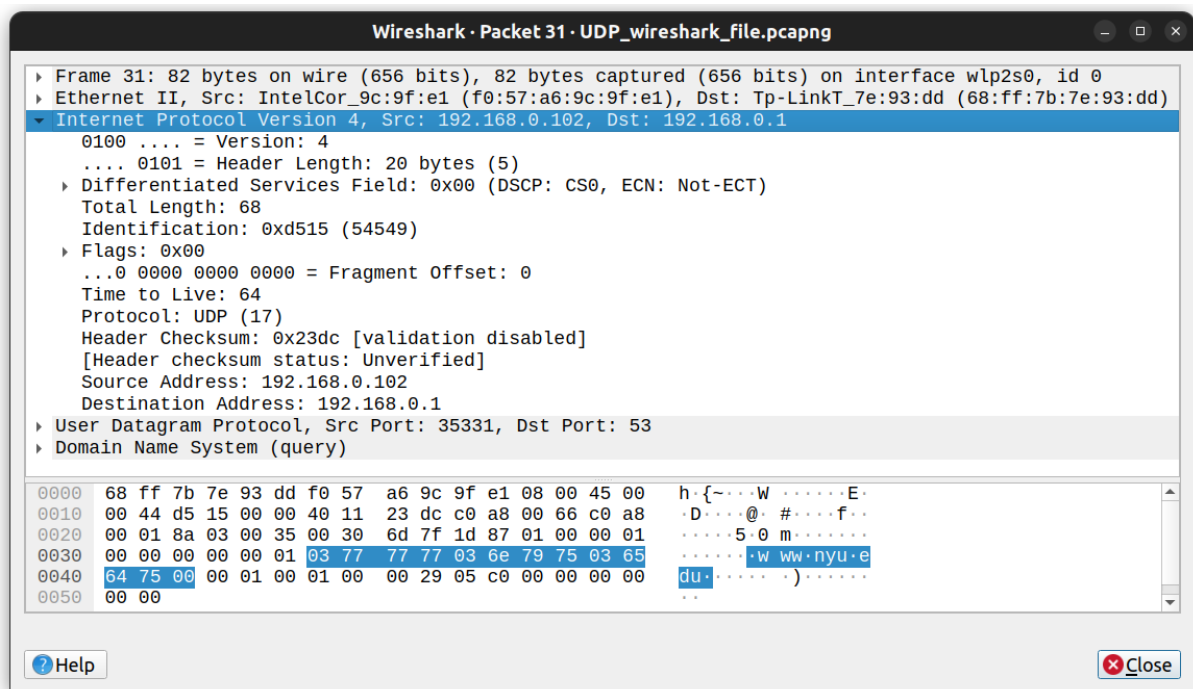 Wireshark · Packet 31 · UDP_wireshark_file.pcapng
Frame 31: 82 bytes on wire (656 bits), 82 bytes captured (656 bits) on interface wlp2s0, id 0
Ethernet II, Src: IntelCor_9c:9f:e1 (f0:57:a6:9c:9f:e1), Dst: Tp-LinkT_7e:93:dd (68:ff:7b:7e:93:dd)
Internet Protocol Version 4, Src: 192.168.0.102, Dst: 192.168.0.1
0100 .... = Version: 4
.... 0101 = Header Length: 20 bytes (5)
Differentiated Services Field: 0x00 (DSCP: CS0, ECN: Not-ECT)
Total Length: 68
Identification: 0xd515 (54549)
Flags: 0x00
...0 0000 0000 0000 = Fragment Offset: 0
Time to Live: 64
Protocol: UDP (17)
Header Checksum: 0x23dc [validation disabled]
[Header checksum status: Unverified]
Source Address: 192.168.0.102
Destination Address: 192.168.0.1
User Datagram Protocol, Src Port: 35331, Dst Port: 53
Domain Name System (query)
0000 68 ff 7b 7e 93 dd f0 57 a6 9c 9f e1 08 00 45 00 h·{~···W ······E·
0010 00 44 d5 15 00 00 40 11 23 dc c0 a8 00 66 c0 a8 ·D····@· #····f··
0020 00 01 8a 03 00 35 00 30 6d 7f 1d 87 01 00 00 01 ·····5·0 m·······
0030 00 00 00 00 00 01 03 77 77 77 03 6e 79 75 03 65 ·······w ww·nyu·e
0040 64 75 00 00 01 00 01 00 00 29 05 c0 00 00 00 00 du······ ·)······
0050 00 00 ··
Help
Close